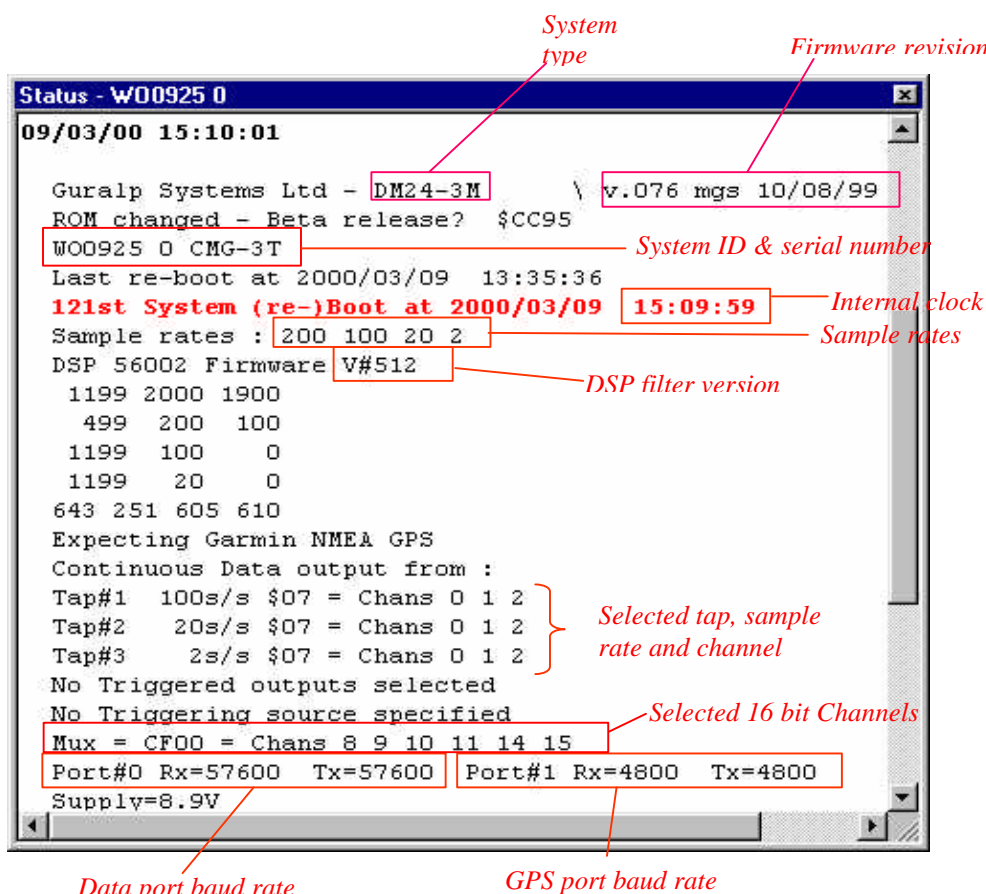 System
type
Firmware revision
Status - WO0925 0
09/03/00 15:10:01
Guralp Systems Ltd - DM24-3M \ v.076 mgs 10/08/99
ROM changed - Beta release? $CC95
WO0925 0 CMG-3T
System ID & serial number
Last re-boot at 2000/03/09 13:35:36
121st System (re-)Boot at 2000/03/09 15:09:59
Internal clock
Sample rates : 200 100 20 2
Sample rates
DSP 56002 Firmware V#512
DSP filter version
1199 2000 1900
499 200 100
1199 100 0
1199 20 0
643 251 605 610
Expecting Garmin NMEA GPS
Continuous Data output from :
Tap#1 100s/s $07 = Chans 0 1 2
Tap#2 20s/s $07 = Chans 0 1 2
Tap#3 2s/s $07 = Chans 0 1 2
Selected tap, sample
rate and channel
No Triggered outputs selected
No Triggering source specified
Selected 16 bit Channels
Mux = CF00 = Chans 8 9 10 11 14 15
Port#0 Rx=57600 Tx=57600 Port#1 Rx=4800 Tx=4800
Supply=8.9V
Data port baud rate
GPS port baud rate